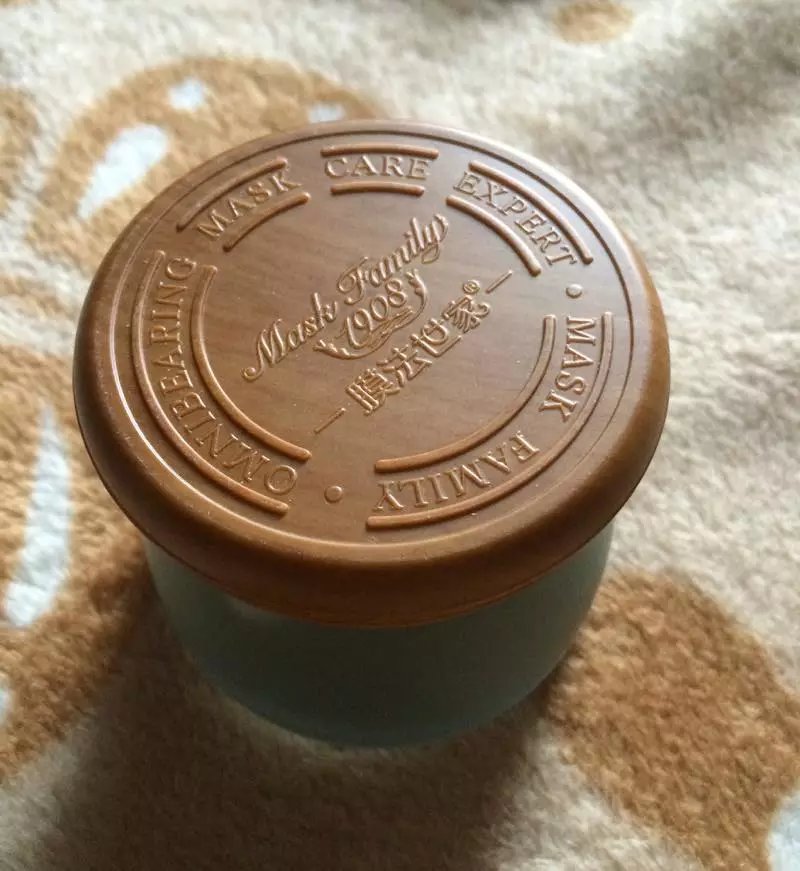 OMNIBEARING MASK CARE EXPERT • MASK FAMILY •
Mask Family
1908
膜法世家®